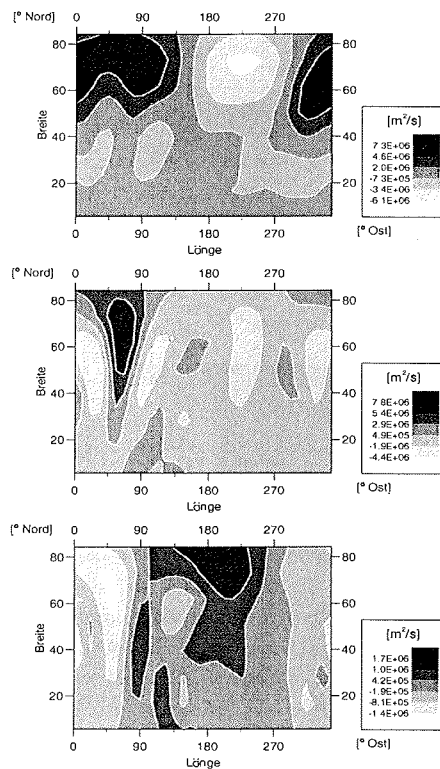 0 90 180 270
[° Nord] [° Nord]
80 60 40 20
Breite
80 60 40 20
0 90 180 270
Länge
[° Ost]
[m²/s]
7.3E+06
4.6E+06
2.0E+06
-7.3E+05
-3.4E+06
-6.1E+06
[° Nord] 0 90 180 270
80 60 40 20
Breite
80 60 40 20
0 90 180 270
Länge
[° Ost]
[m²/s]
7.8E+06
5.4E+06
2.9E+06
4.9E+05
-1.9E+06
-4.4E+06
[° Nord] 0 90 180 270
80 60 40 20
Breite
80 60 40 20
0 90 180 270
Länge
[° Ost]
[m²/s]
1.7E+06
1.0E+06
4.2E+05
-1.9E+05
-8.1E+05
-1.4E+06